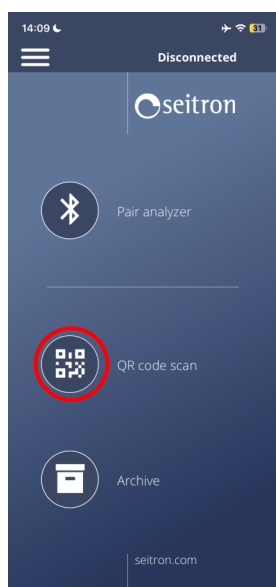 14:09
31
Disconnected
seitron
Pair analyzer
QR code scan
Archive
seitron.com